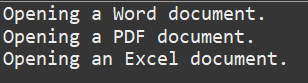 Opening a Word document.
Opening a PDF document.
Opening an Excel document.